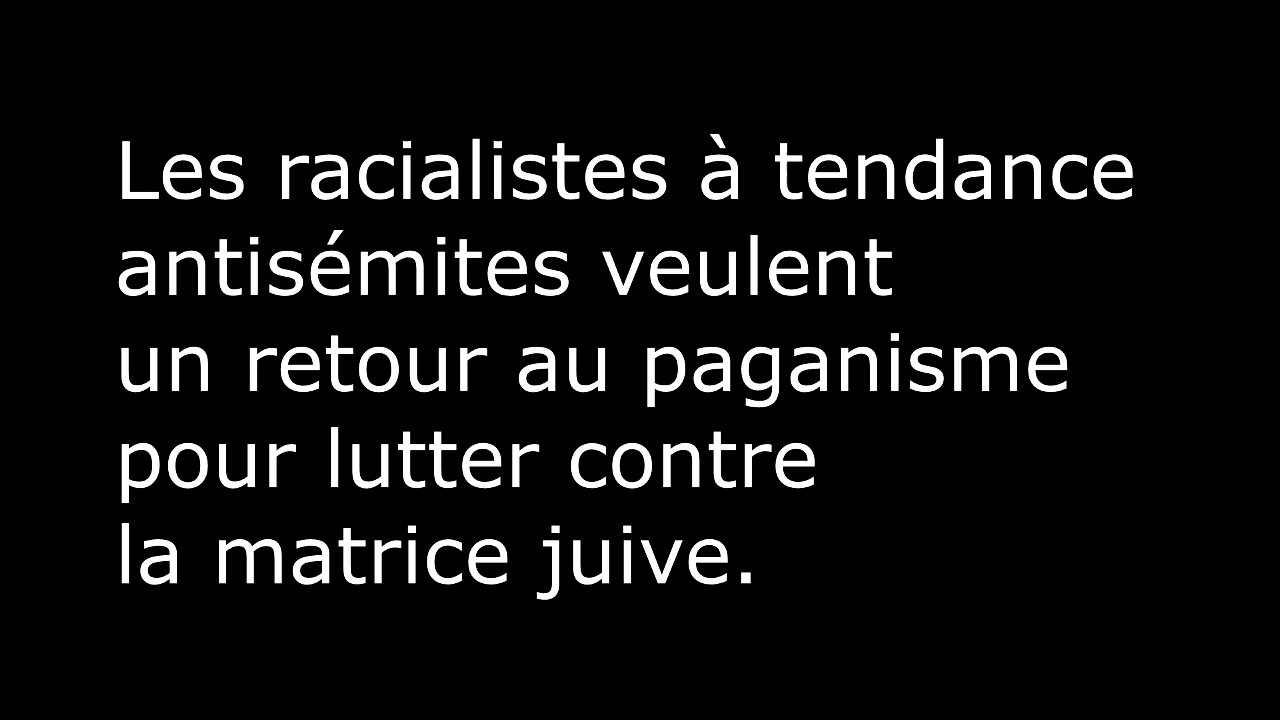 Les racialistes à tendance
antisémites veulent
un retour au paganisme
pour lutter contre
la matrice juive.